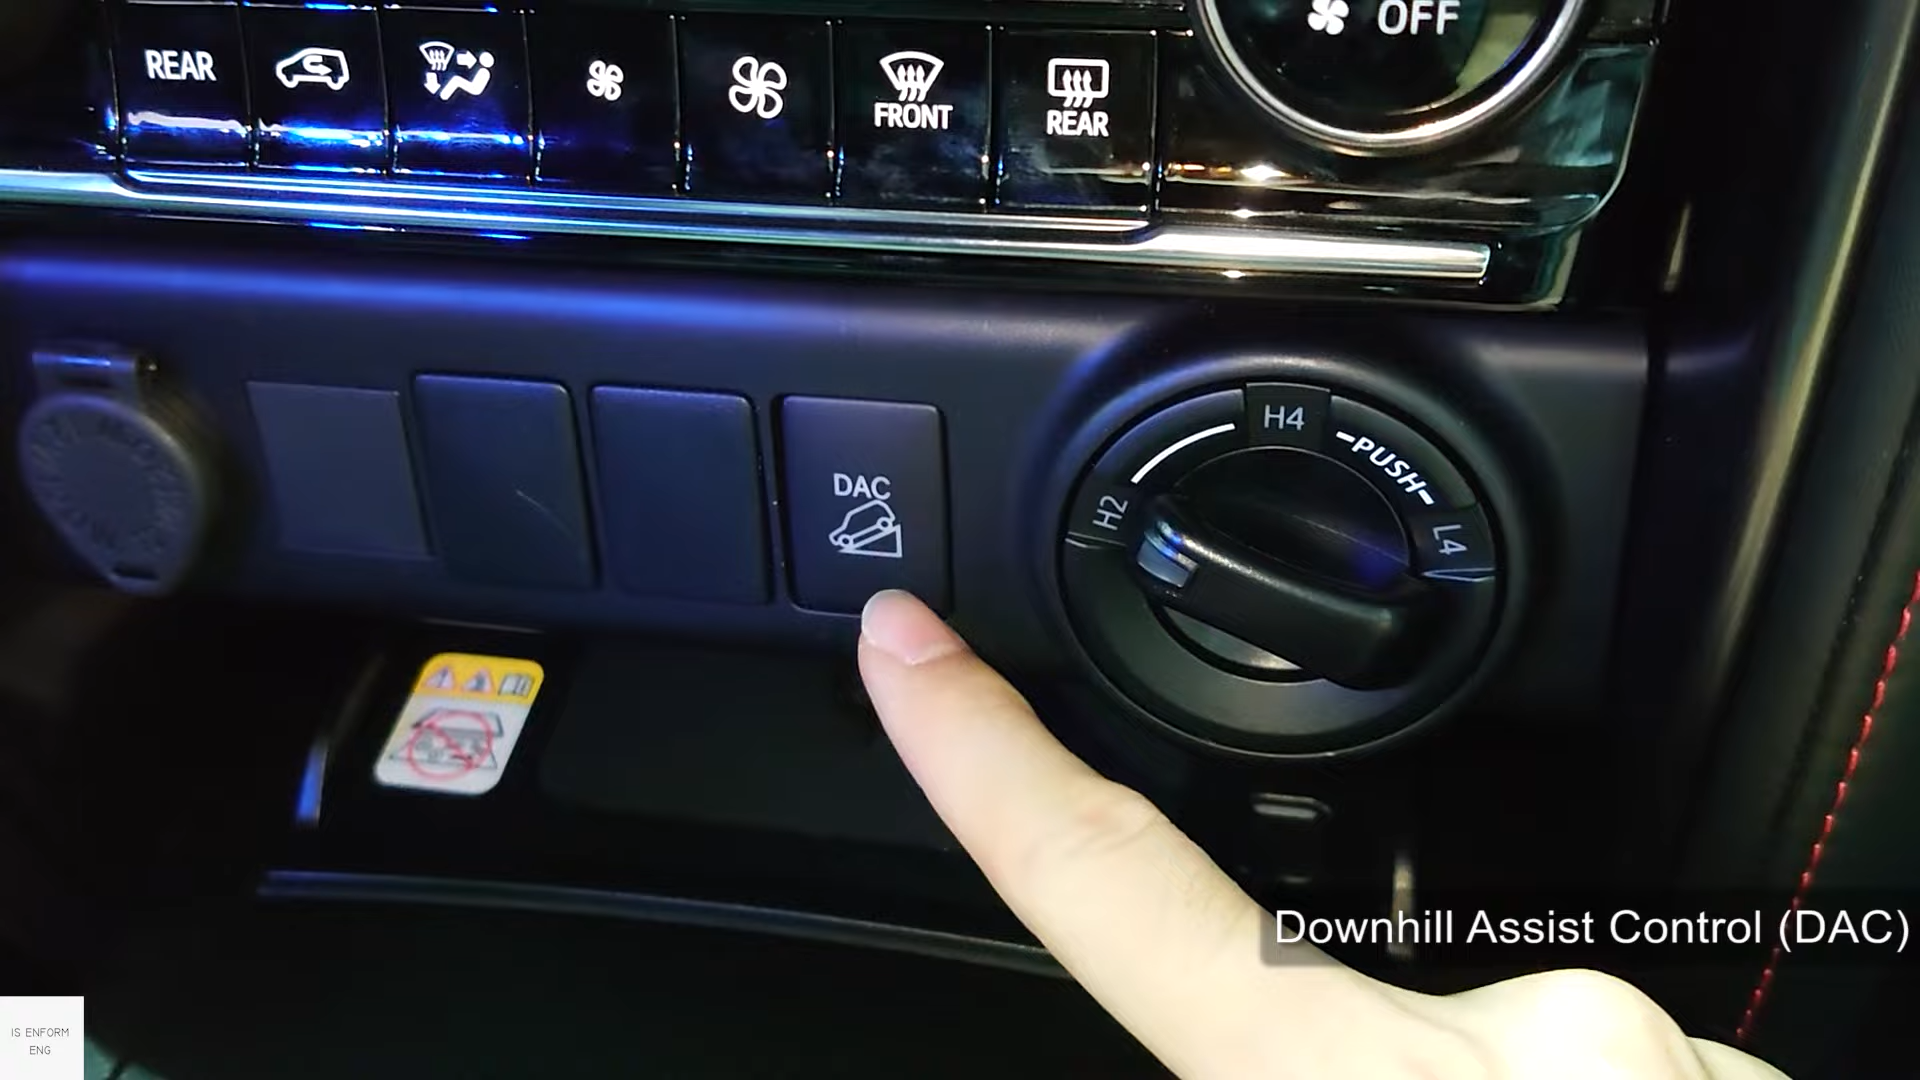 OFF
REAR
FRONT
REAR
DAC
H2
H4
-PUSH-
L4
Downhill Assist Control (DAC)
IS ENFORM
ENG